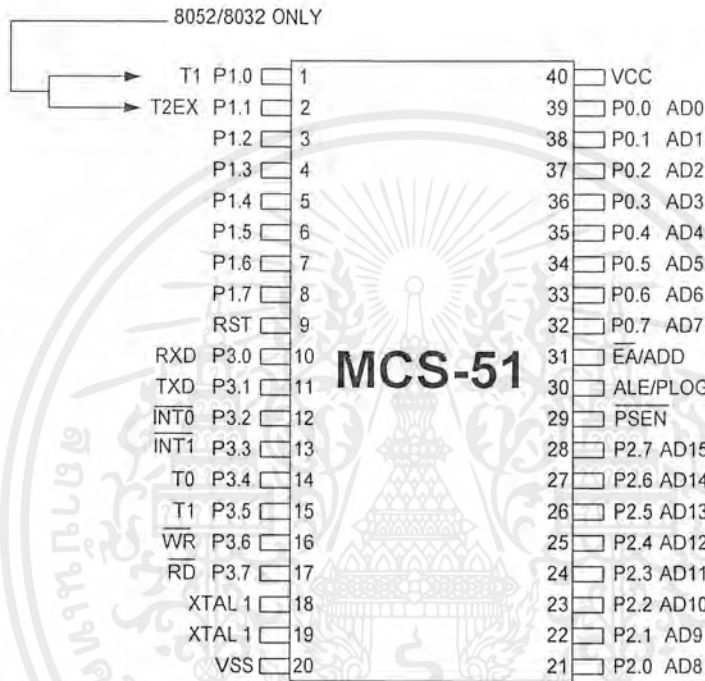 8052/8032 ONLY
T1 P1.0 1
T2EX P1.1 2
P1.2 3
P1.3 4
P1.4 5
P1.5 6
P1.6 7
P1.7 8
RST 9
RXD P3.0 10
TXD P3.1 11
INT0 P3.2 12
INT1 P3.3 13
T0 P3.4 14
T1 P3.5 15
WR P3.6 16
RD P3.7 17
XTAL 1 18
XTAL 1 19
VSS 20
MCS-51
40 VCC
39 P0.0 AD0
38 P0.1 AD1
37 P0.2 AD2
36 P0.3 AD3
35 P0.4 AD4
34 P0.5 AD5
33 P0.6 AD6
32 P0.7 AD7
31 EA/ADD
30 ALE/PLOG
29 PSEN
28 P2.7 AD15
27 P2.6 AD14
26 P2.5 AD13
25 P2.4 AD12
24 P2.3 AD11
23 P2.2 AD10
22 P2.1 AD9
21 P2.0 AD8